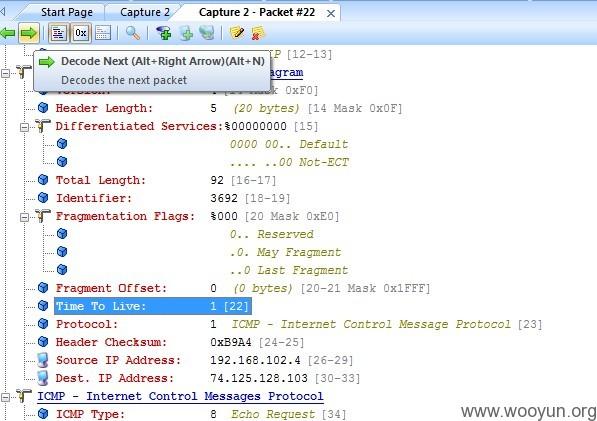 Start Page Capture 2 Capture 2 - Packet #22
IP [12-13]
Decode Next (Alt+Right Arrow)(Alt+N)
Decodes the next packet
agram
Version: [14 Mask 0xF0]
Header Length: 5 (20 bytes) [14 Mask 0x0F]
Differentiated Services:%00000000 [15]
0000 00.. Default
.... ..00 Not-ECT
Total Length: 92 [16-17]
Identifier: 3692 [18-19]
Fragmentation Flags: %000 [20 Mask 0xE0]
0.. Reserved
.0. May Fragment
..0 Last Fragment
Fragment Offset: 0 (0 bytes) [20-21 Mask 0x1FFF]
Time To Live: 1 [22]
Protocol: 1 ICMP - Internet Control Message Protocol [23]
Header Checksum: 0xB9A4 [24-25]
Source IP Address: 192.168.102.4 [26-29]
Dest. IP Address: 74.125.128.103 [30-33]
ICMP - Internet Control Messages Protocol
ICMP Type: 8 Echo Request [34]
www.wooyun.org